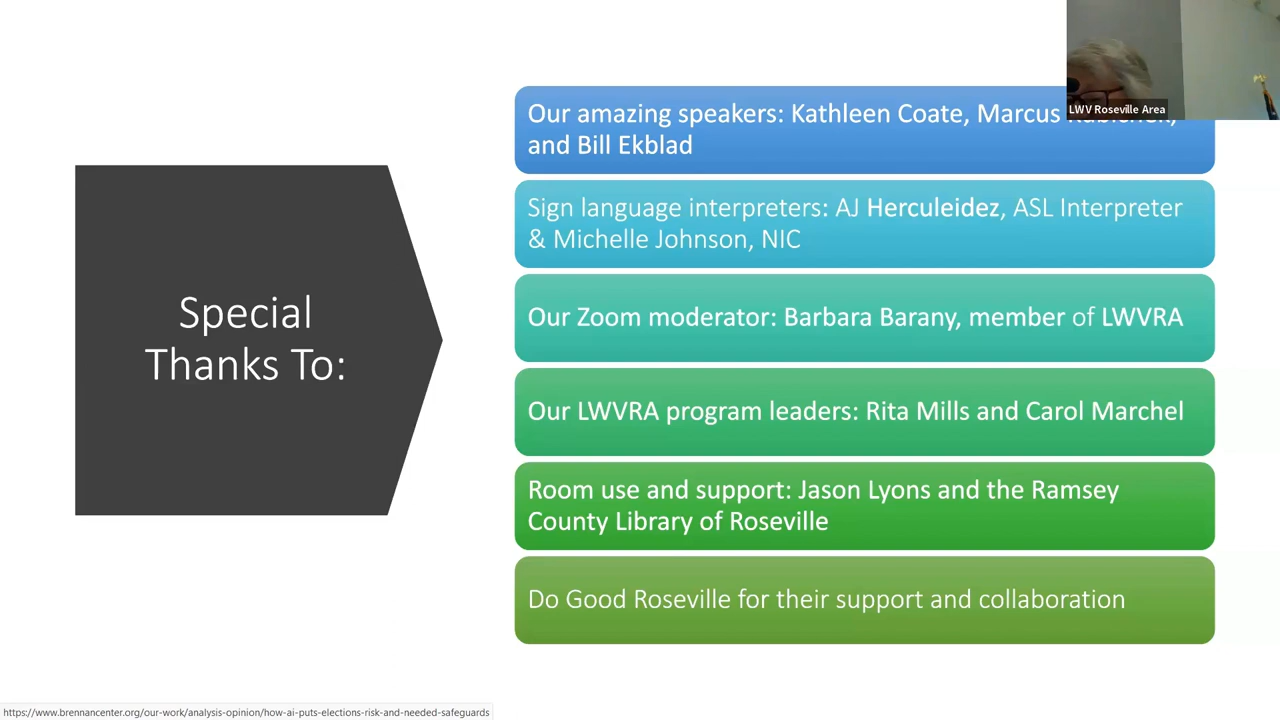 Special
Thanks To:
Our amazing speakers: Kathleen Coate, Marcus
and Bill Ekblad
Sign language interpreters: AJ Herculeidez, ASL Interpreter
& Michelle Johnson, NIC
Our Zoom moderator: Barbara Barany, member of LWVRA
Our LWVRA program leaders: Rita Mills and Carol Marchel
Room use and support: Jason Lyons and the Ramsey
County Library of Roseville
Do Good Roseville for their support and collaboration
LWV Roseville Area
https://www.brennancenter.org/our-work/analysis-opinion/how-ai-puts-elections-risk-and-needed-safeguards